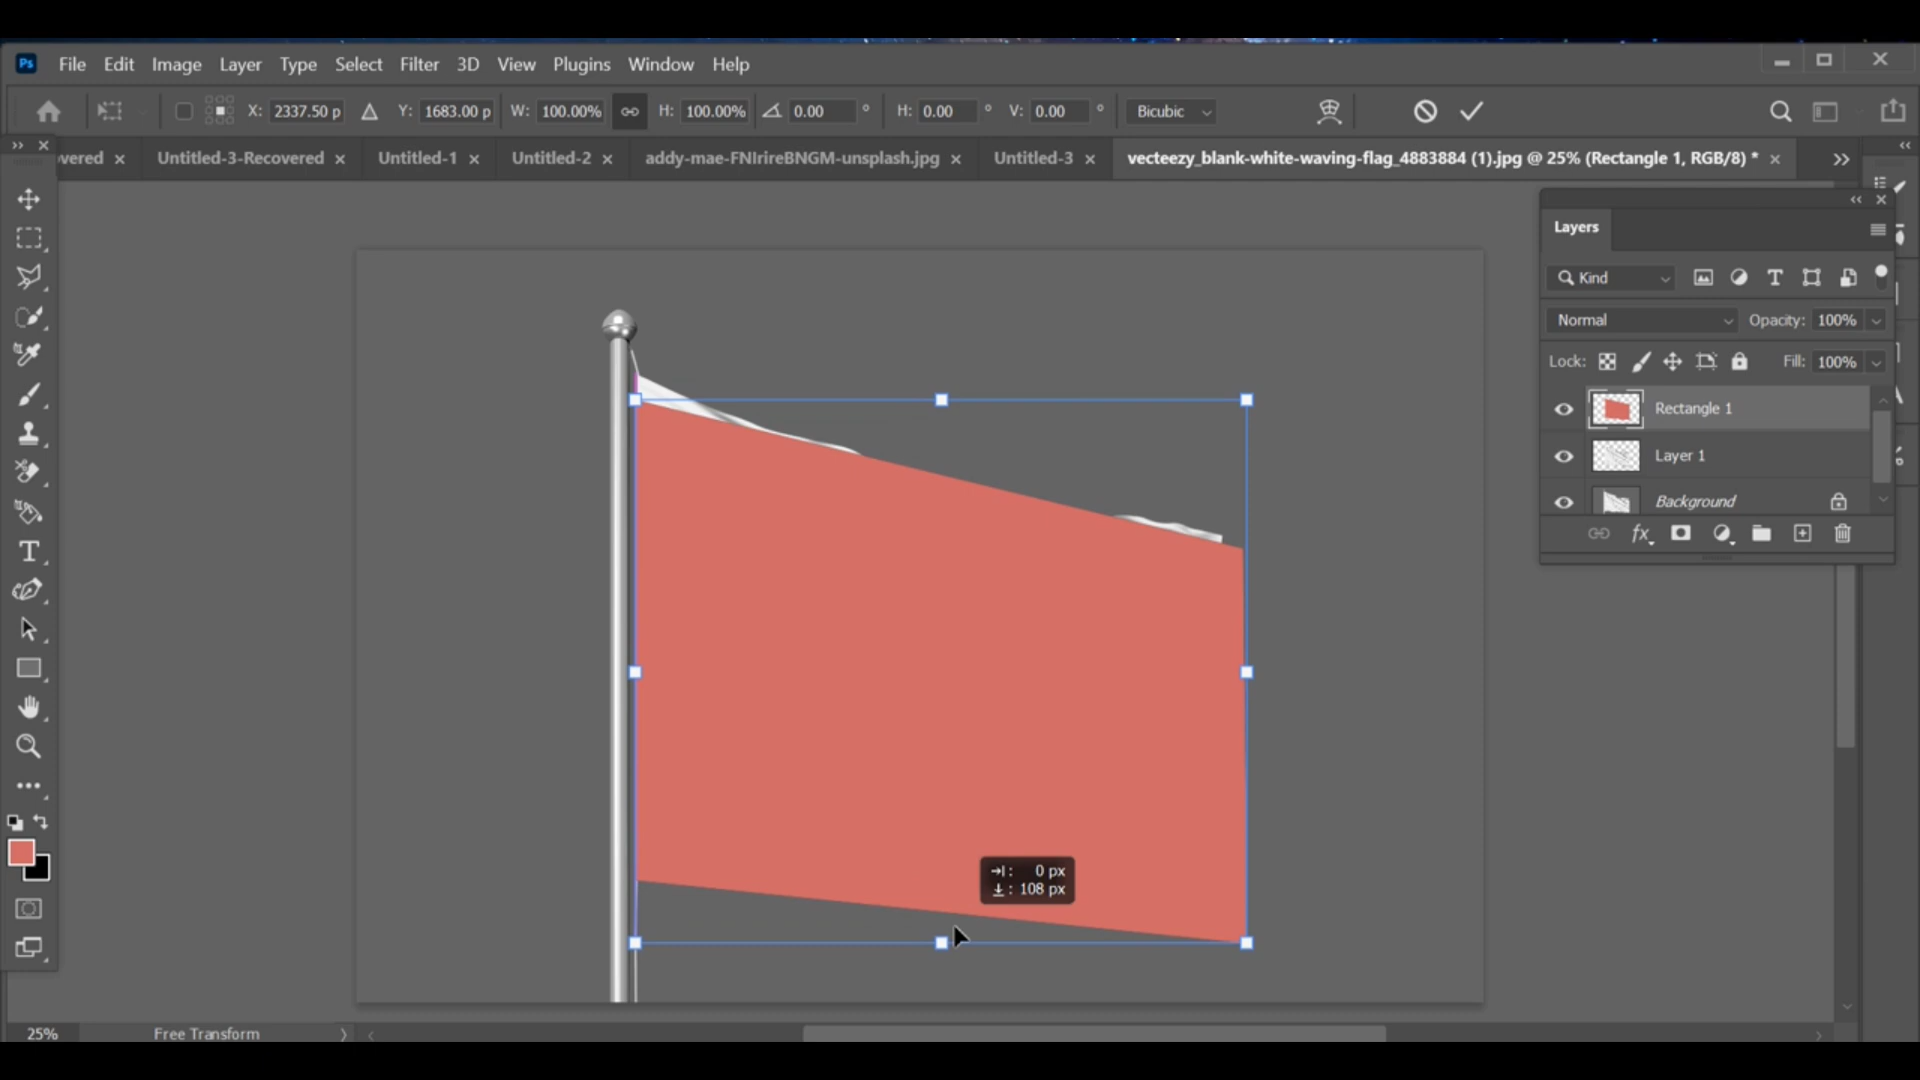 Ps File Edit Image Layer Type Select Filter 3D View Plugins Window Help
X: 2337.50 p Y: 1683.00 p W: 100.00% H: 100.00% 0.00 ° H: 0.00 ° V: 0.00 ° Bicubic
overed × Untitled-3-Recovered × Untitled-1 × Untitled-2 × addy-mae-FNIrireBNGM-unsplash.jpg × Untitled-3 × vecteezy_blank-white-waving-flag_4883884 (1).jpg @ 25% (Rectangle 1, RGB/8) * ×
Layers
Kind
Normal Opacity: 100%
Lock: Fill: 100%
Rectangle 1
Layer 1
Background
fx
T
: 0 px
: 108 px
25% Free Transform